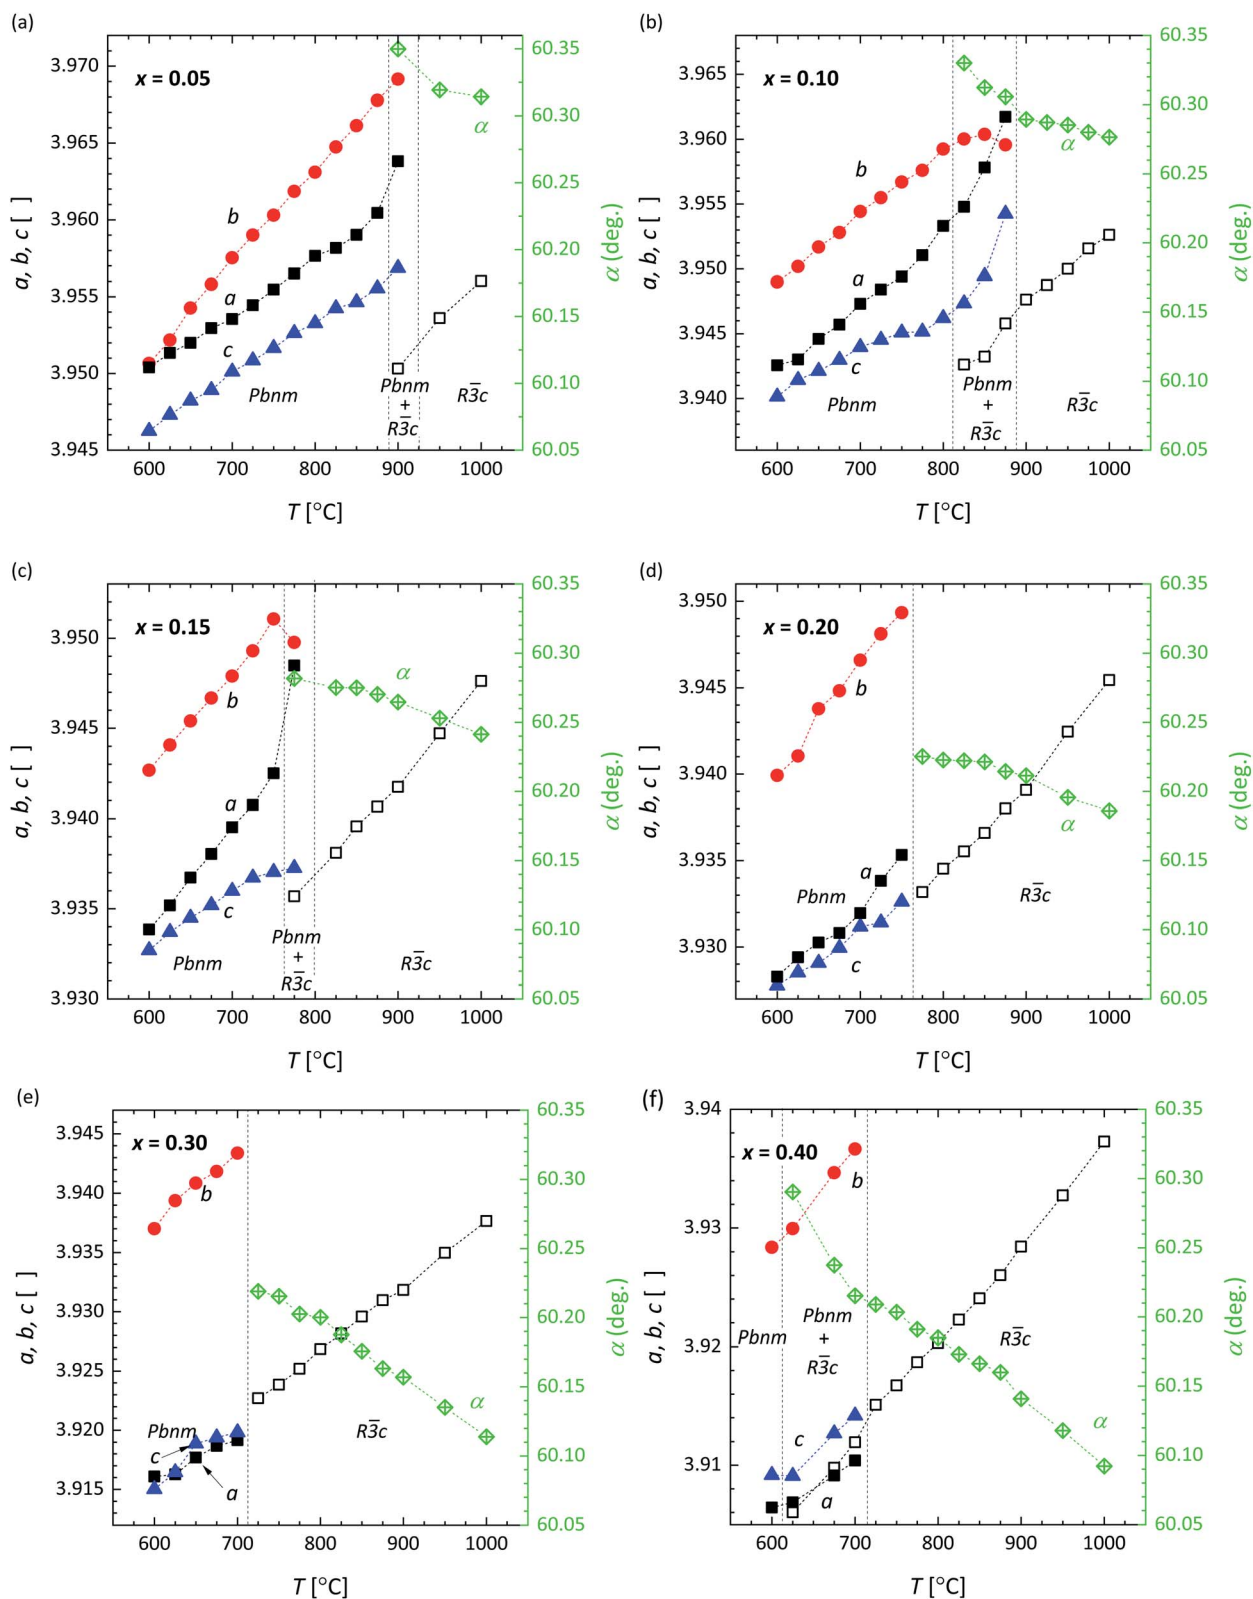 (a)
x = 0.05
3.970
3.965
3.960
3.955
3.950
3.945
a, b, c [ ]
b
a
c
α
Pbnm
Pbnm
+
R3̅c
R3̅c
60.35
60.30
60.25
60.20
60.15
60.10
60.05
α (deg.)
600 700 800 900 1000
T [°C]
(b)
x = 0.10
3.965
3.960
3.955
3.950
3.945
3.940
a, b, c [ ]
b
a
c
α
Pbnm
Pbnm
+
R3̅c
R3̅c
60.35
60.30
60.25
60.20
60.15
60.10
60.05
α (deg.)
600 700 800 900 1000
T [°C]
(c)
x = 0.15
3.950
3.945
3.940
3.935
3.930
a, b, c [ ]
b
a
c
α
Pbnm
Pbnm
+
R3̅c
R3̅c
60.35
60.30
60.25
60.20
60.15
60.10
60.05
α (deg.)
600 700 800 900 1000
T [°C]
(d)
x = 0.20
3.950
3.945
3.940
3.935
3.930
a, b, c [ ]
b
Pbnm
a
c
α
R3̅c
60.35
60.30
60.25
60.20
60.15
60.10
60.05
α (deg.)
600 700 800 900 1000
T [°C]
(e)
x = 0.30
3.945
3.940
3.935
3.930
3.925
3.920
3.915
a, b, c [ ]
b
Pbnm
c
a
α
R3̅c
60.35
60.30
60.25
60.20
60.15
60.10
60.05
α (deg.)
600 700 800 900 1000
T [°C]
(f)
x = 0.40
3.94
3.93
3.92
3.91
a, b, c [ ]
b
Pbnm
Pbnm
+
R3̅c
R3̅c
c
a
α
60.35
60.30
60.25
60.20
60.15
60.10
60.05
α (deg.)
600 700 800 900 1000
T [°C]